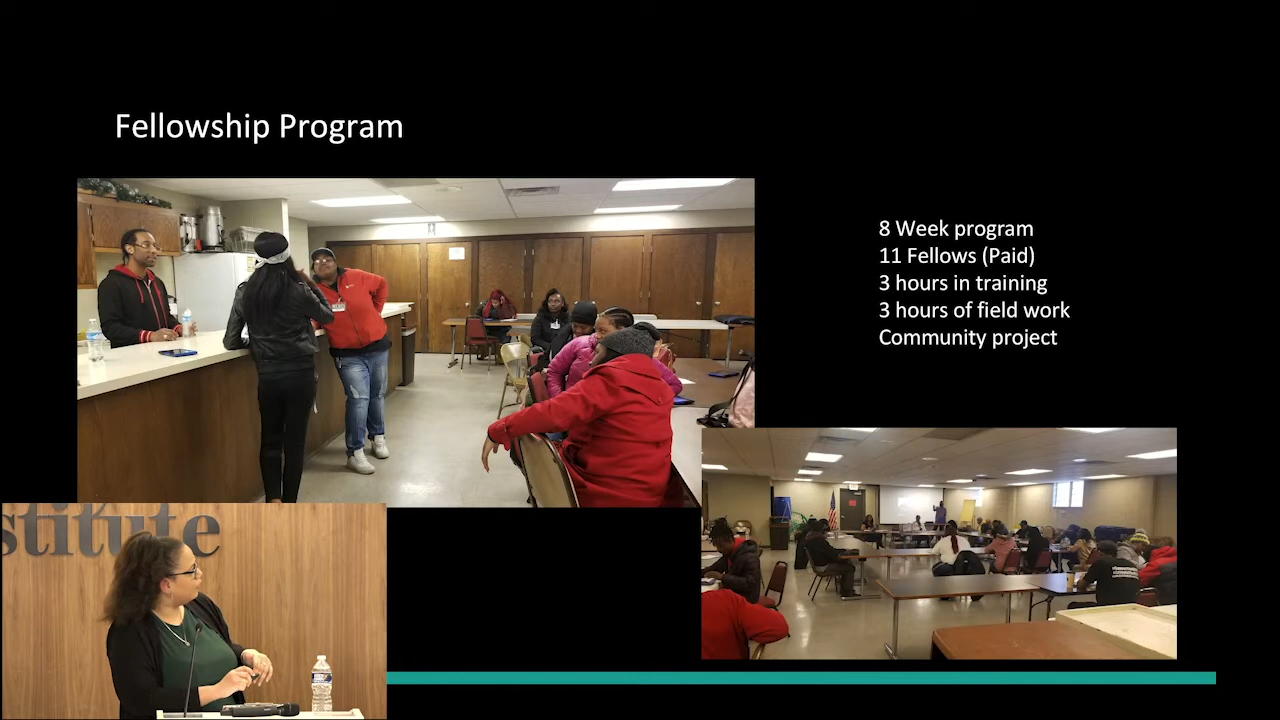 Fellowship Program
8 Week program
11 Fellows (Paid)
3 hours in training
3 hours of field work
Community project
stitute